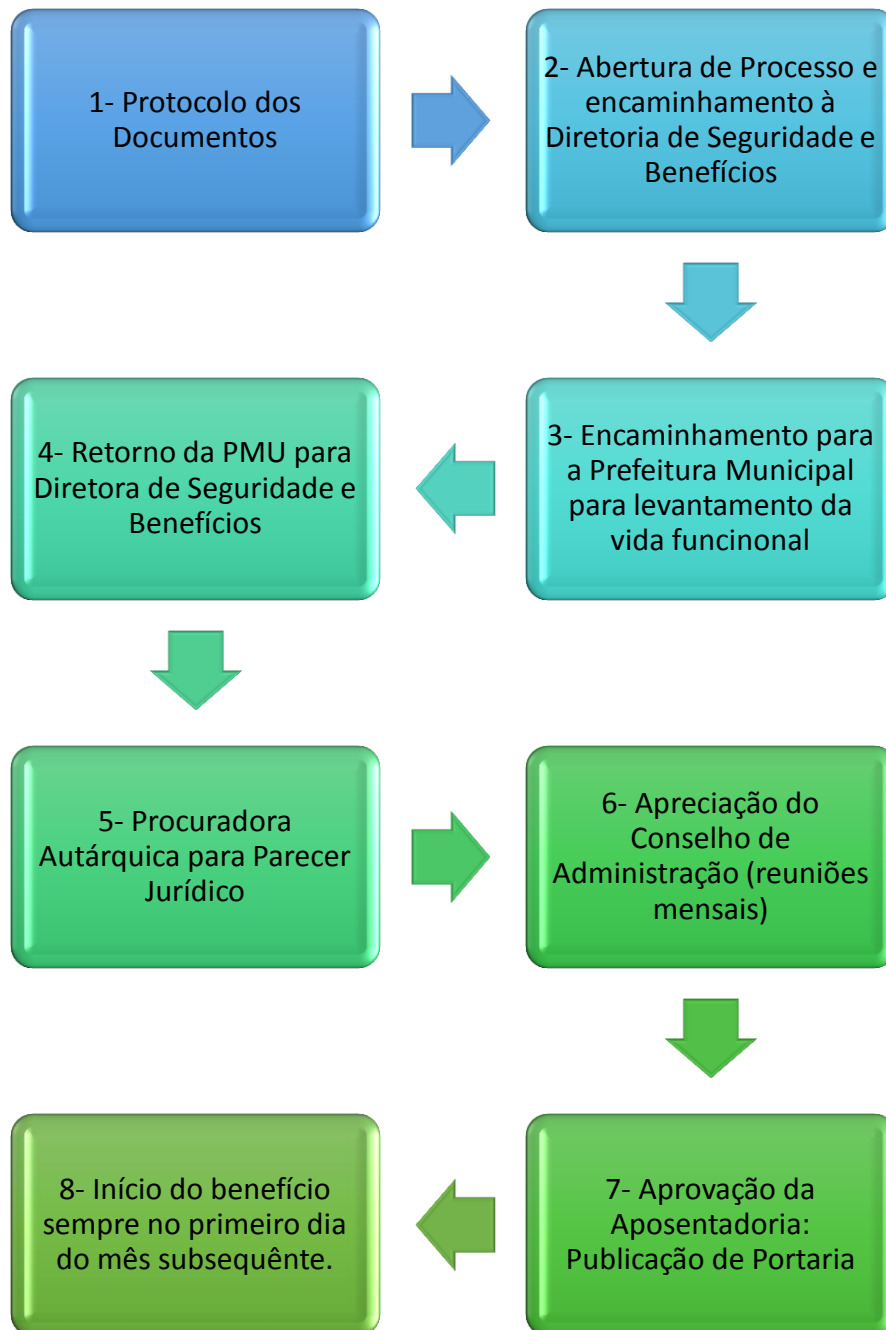 1- Protocolo dos
Documentos
2- Abertura de Processo e
encaminhamento à
Diretoria de Seguridade e
Benefícios
3- Encaminhamento para
a Prefeitura Municipal
para levantamento da
vida funcinonal
4- Retorno da PMU para
Diretora de Seguridade e
Benefícios
5- Procuradora
Autárquica para Parecer
Jurídico
6- Apreciação do
Conselho de
Administração (reuniões
mensais)
7- Aprovação da
Aposentadoria:
Publicação de Portaria
8- Início do benefício
sempre no primeiro dia
do mês subsequênte.